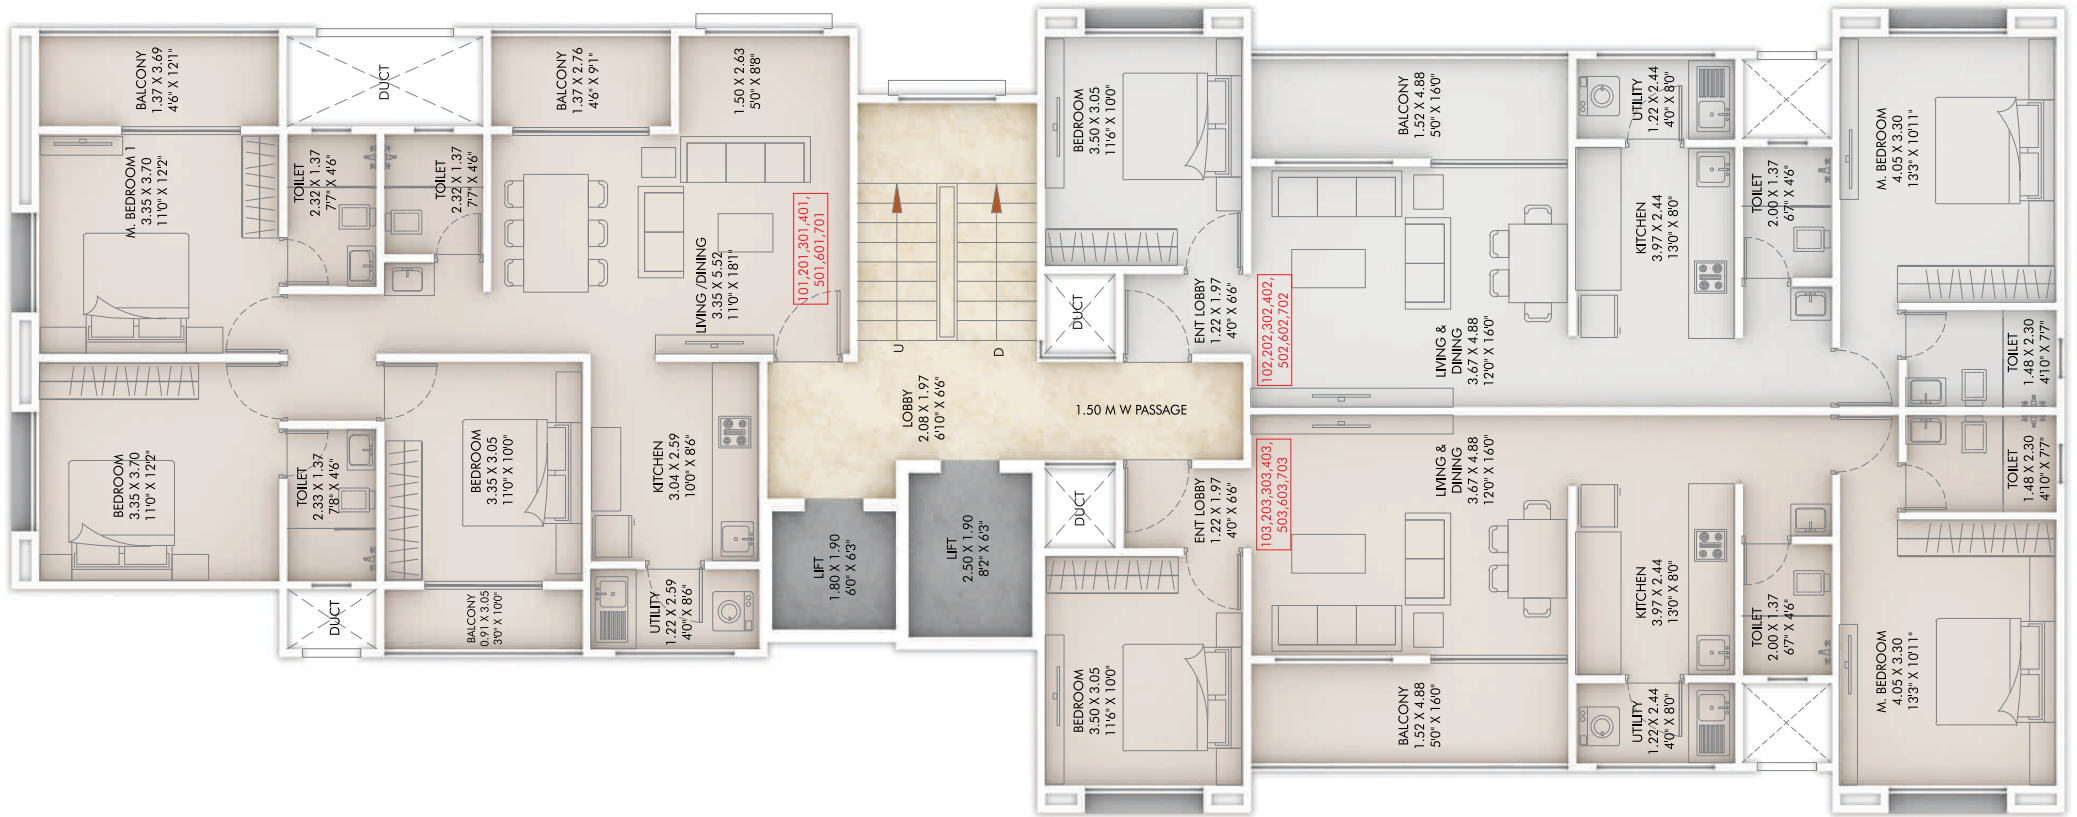 BALCONY
1.37 X 3.69
4'6" X 12'1"
DUCT
BALCONY
1.37 X 2.76
4'6" X 9'1"
1.50 X 2.63
5'0" X 8'8"
M. BEDROOM 1
3.35 X 3.70
11'0" X 12'2"
TOILET
2.32 X 1.37
7'7" X 4'6"
TOILET
2.32 X 1.37
7'7" X 4'6"
LIVING /DINING
3.35 X 5.52
11'0" X 18'1"
101,201,301,401,
501,601,701
BEDROOM
3.35 X 3.70
11'0" X 12'2"
TOILET
2.33 X 1.37
7'8" X 4'6"
BEDROOM
3.35 X 3.05
11'0" X 10'0"
KITCHEN
3.04 X 2.59
10'0" X 8'6"
DUCT
BALCONY
0.91 X 3.05
3'0" X 10'0"
UTILITY
1.22 X 2.59
4'0" X 8'6"
U
D
LOBBY
2.08 X 1.97
6'10" X 6'6"
1.50 M W PASSAGE
LIFT
1.80 X 1.90
6'0" X 6'3"
LIFT
2.50 X 1.90
8'2" X 6'3"
BEDROOM
3.50 X 3.05
11'6" X 10'0"
DUCT
ENT LOBBY
1.22 X 1.97
4'0" X 6'6"
102,202,302,402,
502,602,702
BALCONY
1.52 X 4.88
5'0" X 16'0"
LIVING &
DINING
3.67 X 4.88
12'0" X 16'0"
UTILITY
1.22 X 2.44
4'0" X 8'0"
KITCHEN
3.97 X 2.44
13'0" X 8'0"
TOILET
2.00 X 1.37
6'7" X 4'6"
M. BEDROOM
4.05 X 3.30
13'3" X 10'11"
TOILET
1.48 X 2.30
4'10" X 7'7"
DUCT
ENT LOBBY
1.22 X 1.97
4'0" X 6'6"
103,203,303,403,
503,603,703
LIVING &
DINING
3.67 X 4.88
12'0" X 16'0"
TOILET
1.48 X 2.30
4'10" X 7'7"
BEDROOM
3.50 X 3.05
11'6" X 10'0"
BALCONY
1.52 X 4.88
5'0" X 16'0"
KITCHEN
3.97 X 2.44
13'0" X 8'0"
UTILITY
1.22 X 2.44
4'0" X 8'0"
TOILET
2.00 X 1.37
6'7" X 4'6"
M. BEDROOM
4.05 X 3.30
13'3" X 10'11"